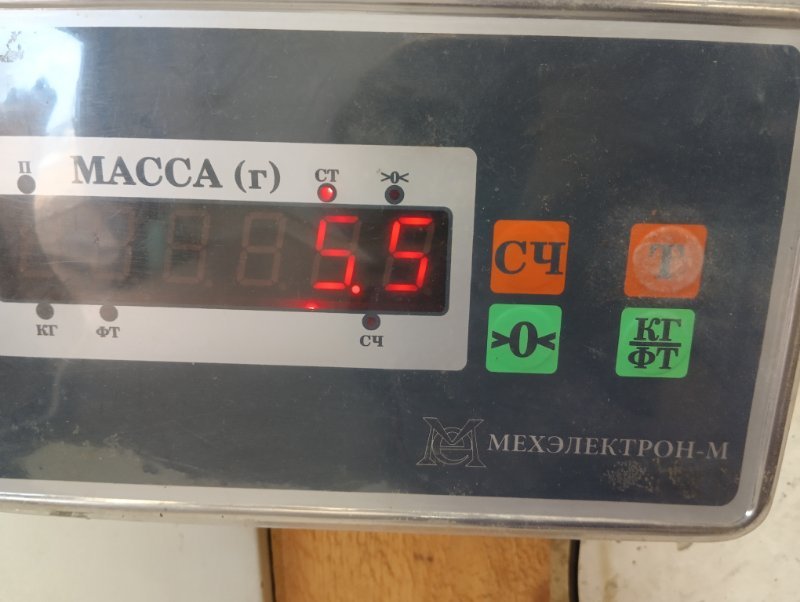 П
МАССА (г)
СТ
>0<
5.5
КГ
ФТ
СЧ
СЧ
Т
>0<
КГ
ФТ
МЕХЭЛЕКТРОН-М